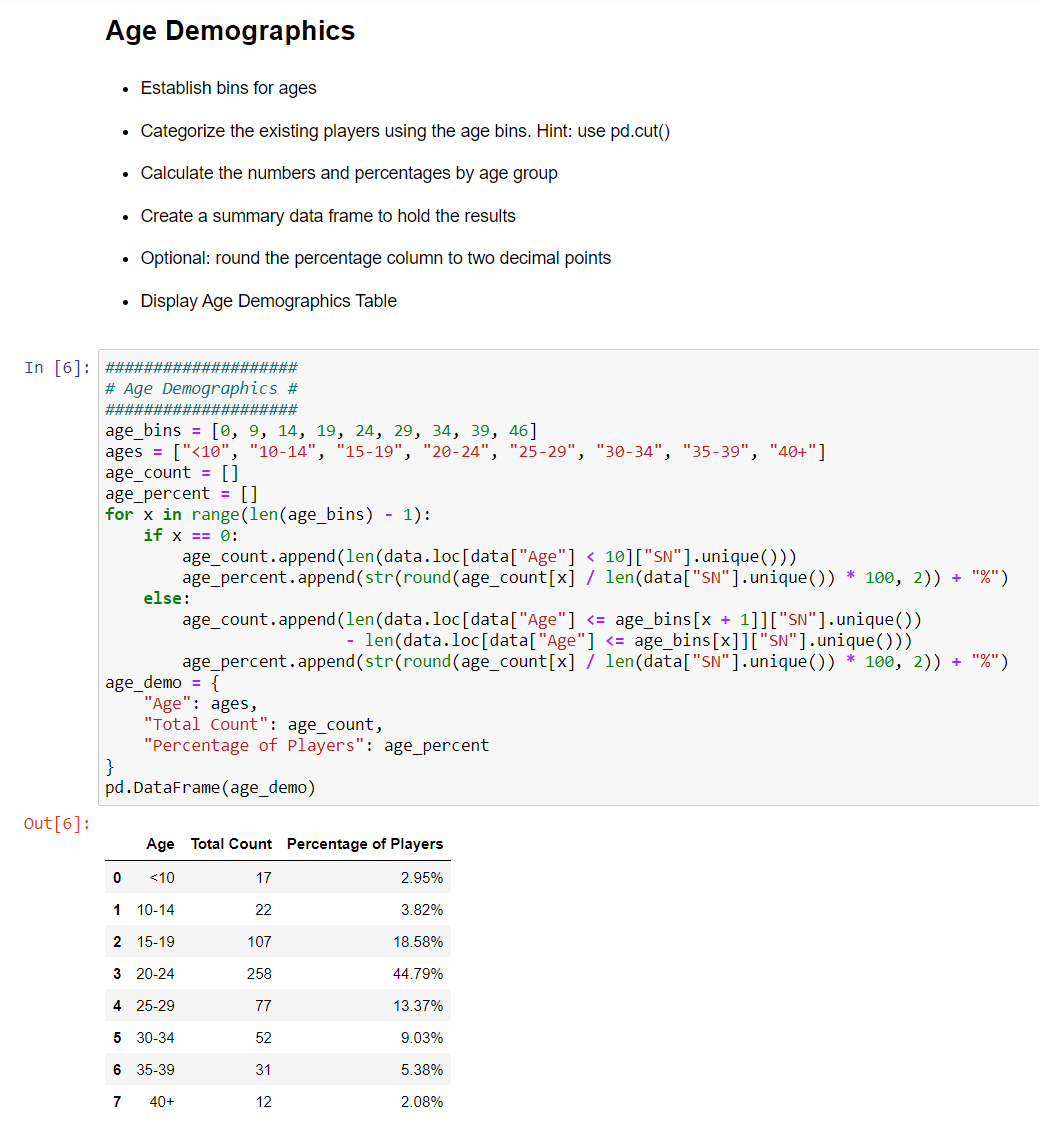 Age Demographics
• Establish bins for ages
• Categorize the existing players using the age bins. Hint: use pd.cut()
• Calculate the numbers and percentages by age group
• Create a summary data frame to hold the results
• Optional: round the percentage column to two decimal points
• Display Age Demographics Table
In [6]: ####################
# Age Demographics #
####################
age_bins = [0, 9, 14, 19, 24, 29, 34, 39, 46]
ages = ["<10", "10-14", "15-19", "20-24", "25-29", "30-34", "35-39", "40+"]
age_count = []
age_percent = []
for x in range(len(age_bins) - 1):
    if x == 0:
        age_count.append(len(data.loc[data["Age"] < 10]["SN"].unique()))
        age_percent.append(str(round(age_count[x] / len(data["SN"].unique()) * 100, 2)) + "%")
    else:
        age_count.append(len(data.loc[data["Age"] <= age_bins[x + 1]]["SN"].unique())
                         - len(data.loc[data["Age"] <= age_bins[x]]["SN"].unique()))
        age_percent.append(str(round(age_count[x] / len(data["SN"].unique()) * 100, 2)) + "%")
age_demo = {
    "Age": ages,
    "Total Count": age_count,
    "Percentage of Players": age_percent
}
pd.DataFrame(age_demo)
Out[6]:
Age Total Count Percentage of Players
0 <10 17 2.95%
1 10-14 22 3.82%
2 15-19 107 18.58%
3 20-24 258 44.79%
4 25-29 77 13.37%
5 30-34 52 9.03%
6 35-39 31 5.38%
7 40+ 12 2.08%